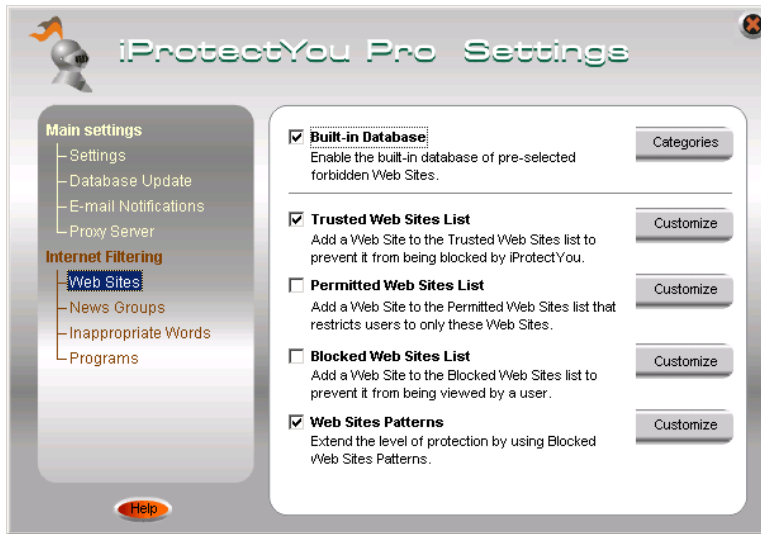 iProtectYou Pro Settings
Main settings
Settings
Database Update
E-mail Notifications
Proxy Server
Internet Filtering
Web Sites
News Groups
Inappropriate Words
Programs
Help
Built-in Database
Enable the built-in database of pre-selected
forbidden Web Sites.
Categories
Trusted Web Sites List
Add a Web Site to the Trusted Web Sites list to
prevent it from being blocked by iProtectYou.
Customize
Permitted Web Sites List
Add a Web Site to the Permitted Web Sites list that
restricts users to only these Web Sites.
Customize
Blocked Web Sites List
Add a Web Site to the Blocked Web Sites list to
prevent it from being viewed by a user.
Customize
Web Sites Patterns
Extend the level of protection by using Blocked
Web Sites Patterns.
Customize